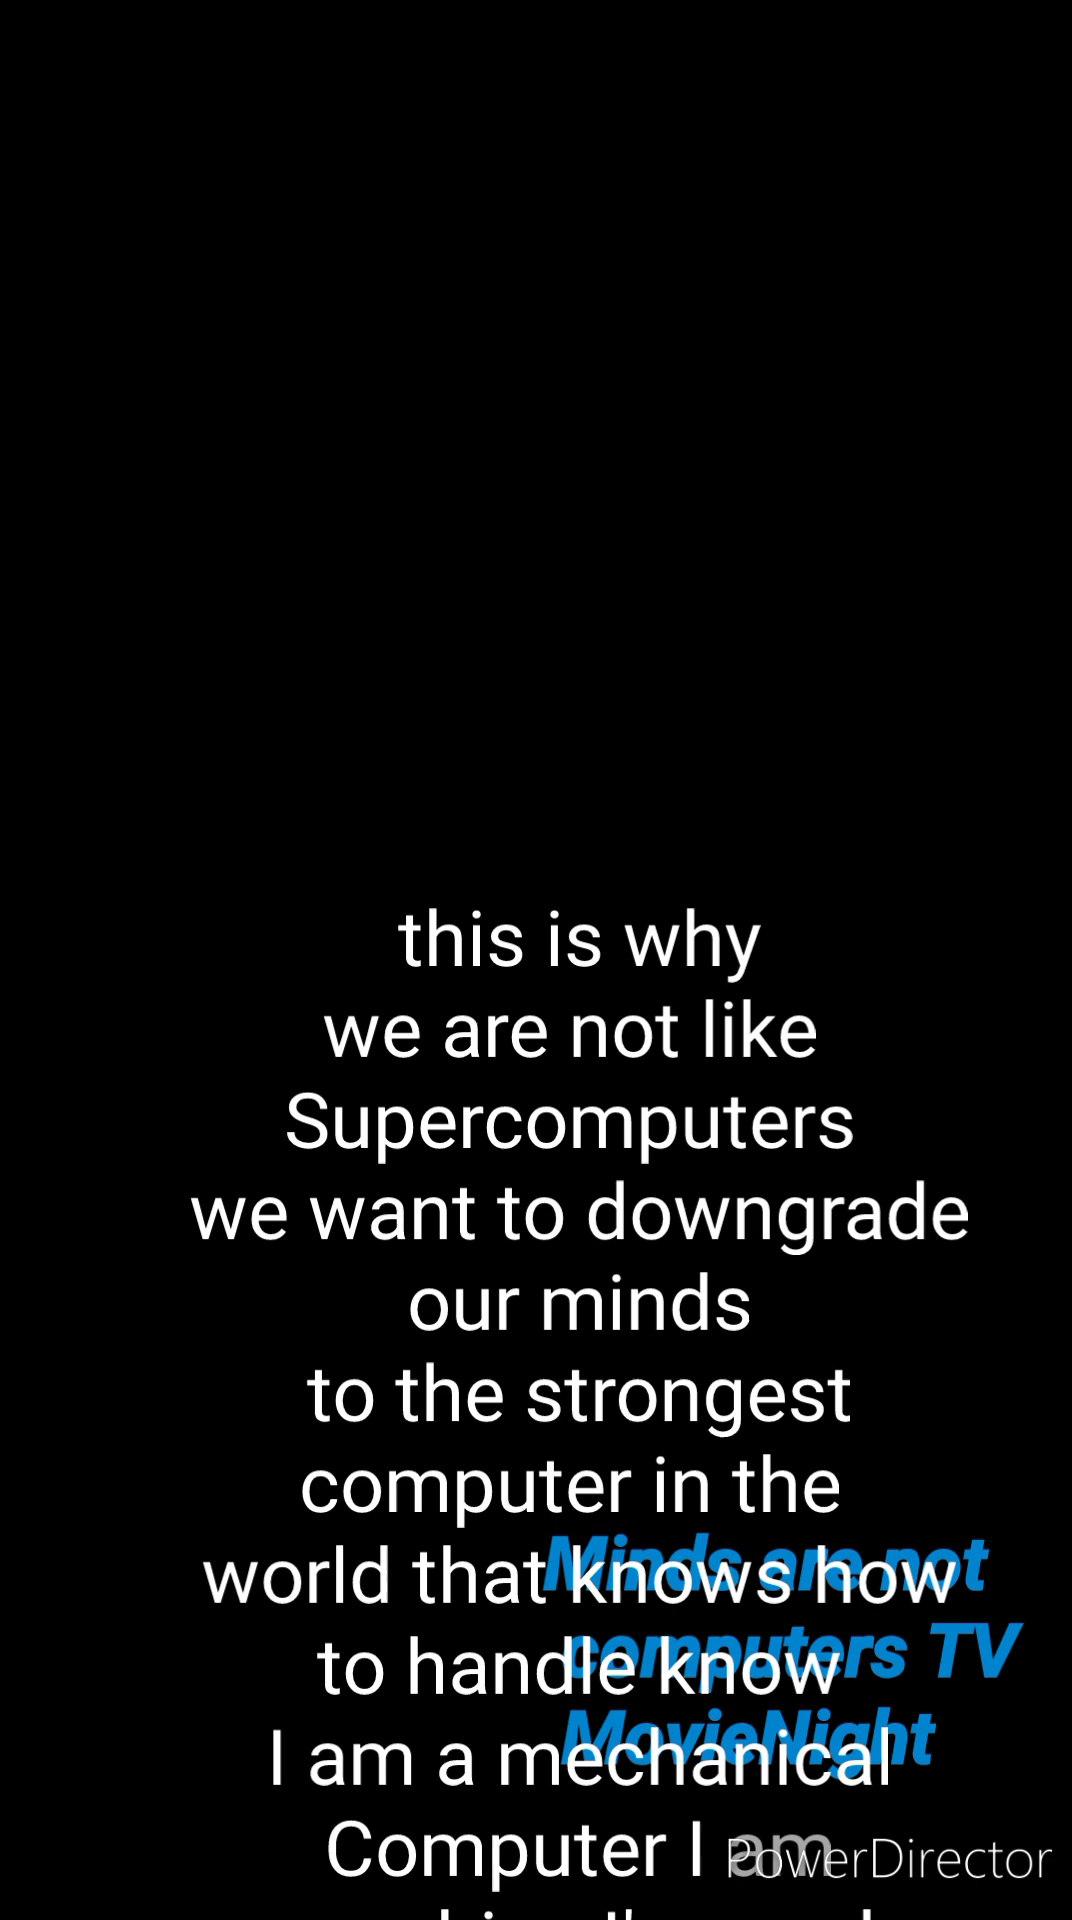 this is why
we are not like
Supercomputers
we want to downgrade
our minds
to the strongest
computer in the
world that knows how
to handle know
I am a mechanical
Computer I am
Minds are not
computers TV
MovieNight
PowerDirector